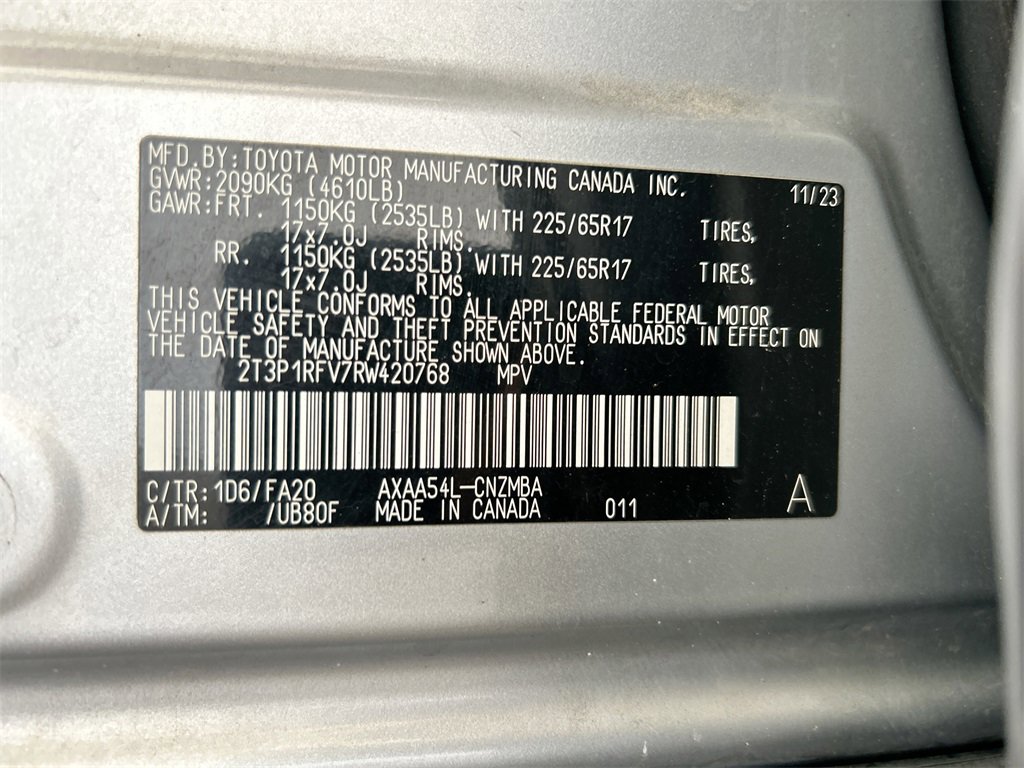 MFD.BY:TOYOTA MOTOR MANUFACTURING CANADA INC. 11/23
GVWR:2090KG (4610LB)
GAWR:FRT. 1150KG (2535LB) WITH 225/65R17 TIRES,
17x7.0J RIMS.
RR. 1150KG (2535LB) WITH 225/65R17 TIRES,
17x7.0J RIMS.
THIS VEHICLE CONFORMS TO ALL APPLICABLE FEDERAL MOTOR
VEHICLE SAFETY AND THEFT PREVENTION STANDARDS IN EFFECT ON
THE DATE OF MANUFACTURE SHOWN ABOVE.
2T3P1RFV7RW420768 MPV
C/TR:1D6/FA20 AXAA54L-CNZMBA A
A/TM: /UB80F MADE IN CANADA 011